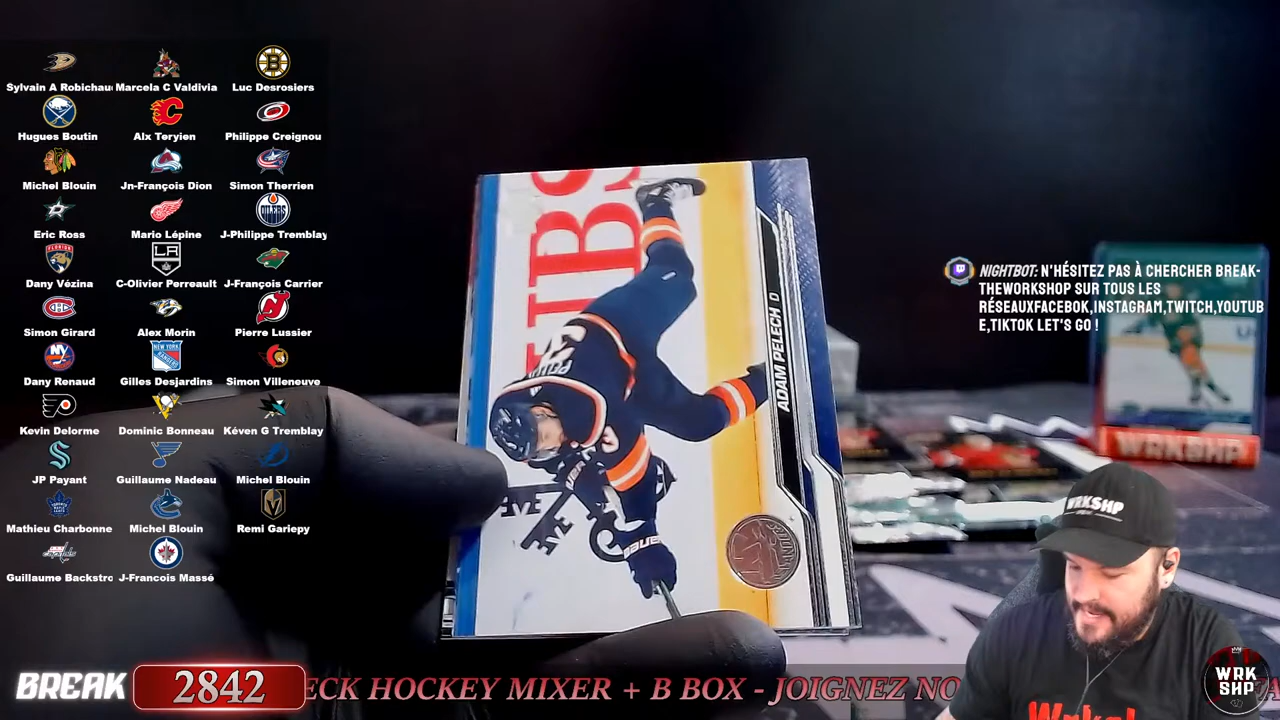 Sylvain A Robichau Marcela C Valdivia Luc Desrosiers
Hugues Boutin Alx Teryien Philippe Creignou
Michel Blouin Jn-François Dion Simon Therrien
Eric Ross Mario Lépine J-Philippe Tremblay
Dany Vézina C-Olivier Perreault J-François Carrier
Simon Girard Alex Morin Pierre Lussier
Dany Renaud Gilles Desjardins Simon Villeneuve
Kevin Delorme Dominic Bonneau Kéven G Tremblay
JP Payant Guillaume Nadeau Michel Blouin
Mathieu Charbonne Michel Blouin Remi Gariepy
Guillaume Backstro J-Francois Massé
ADAM PELECH D
NIGHTBOT: N'HÉSITEZ PAS À CHERCHER BREAK-
THEWORKSHOP SUR TOUS LES
RÉSEAUXFACEBOK,INSTAGRAM,TWITCH,YOUTUB
E,TIKTOK LET'S GO !
WRKSHP
WRKSHP
BREAK 2842 ECK HOCKEY MIXER + B BOX - JOIGNEZ NO
WRK
SHP